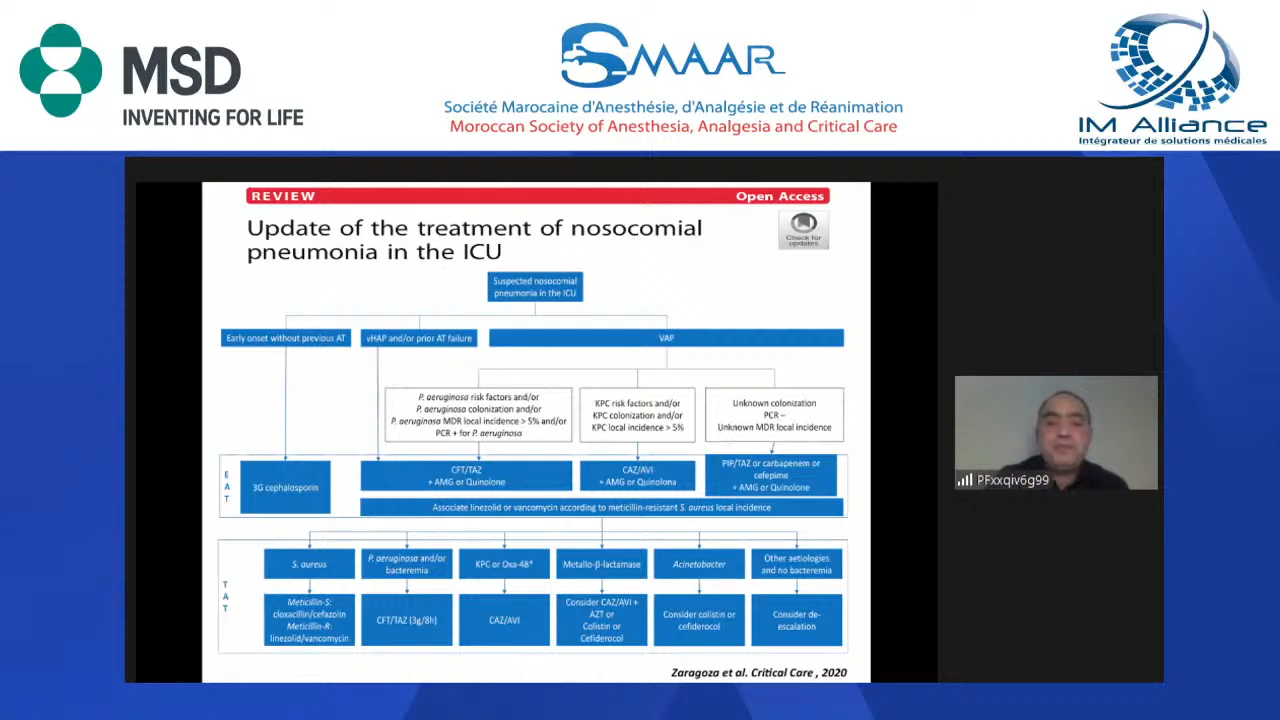 MSD
INVENTING FOR LIFE
SMAAR
Société Marocaine d'Anesthésie, d'Analgésie et de Réanimation
Moroccan Society of Anesthesia, Analgesia and Critical Care
IM Alliance
Intégrateur de solutions médicales
REVIEW
Open Access
Update of the treatment of nosocomial
pneumonia in the ICU
Check for
updates
Suspected nosocomial
pneumonia in the ICU
Early onset without previous AT
vHAP and/or prior AT failure
VAP
P. aeruginosa risk factors and/or
P. aeruginosa colonization and/or
P. aeruginosa MDR local incidence > 5% and/or
PCR + for P. aeruginosa
KPC risk factors and/or
KPC colonization and/or
KPC local incidence > 5%
Unknown colonization
PCR –
Unknown MDR local incidence
E
A
T
3G cephalosporin
CFT/TAZ
+ AMG or Quinolone
CAZ/AVI
+ AMG or Quinolona
PIP/TAZ or carbapenem or
cefepime
+ AMG or Quinolone
Associate linezolid or vancomycin according to meticillin-resistant S. aureus local incidence
T
A
T
S. aureus
P. aeruginosa and/or
bacteremia
KPC or Oxa-48*
Metallo-β-lactamase
Acinetobacter
Other aetiologies
and no bacteremia
Meticillin-S:
cloxacillin/cefazolin
Meticillin-R:
linezolid/vancomycin
CFT/TAZ (3g/8h)
CAZ/AVI
Consider CAZ/AVI +
AZT or
Colistin or
Cefiderocol
Consider colistin or
cefiderocol
Consider de-
escalation
Zaragoza et al. Critical Care , 2020
PFxxqiv6g99